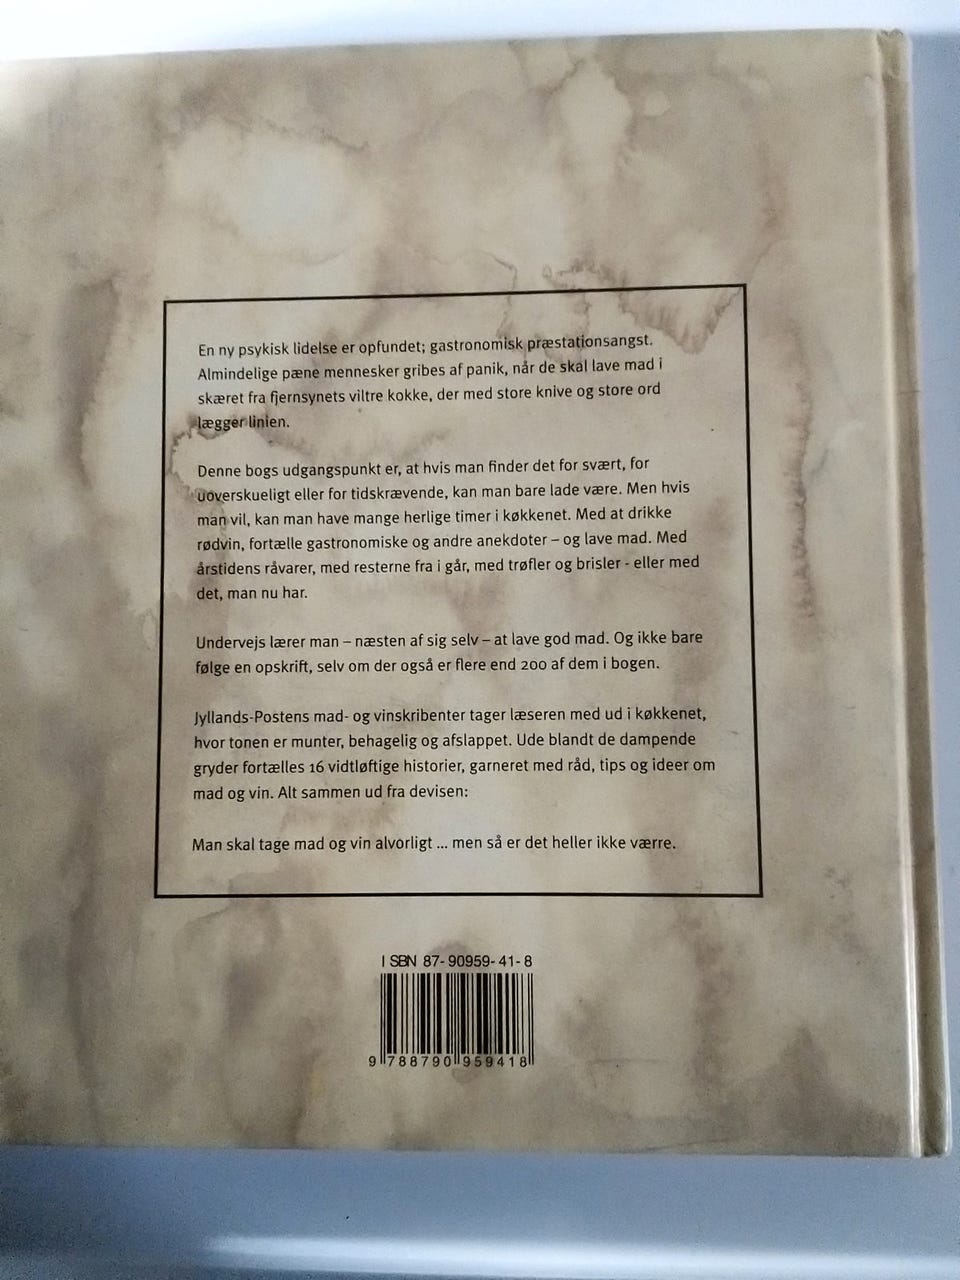 En ny psykisk lidelse er opfundet; gastronomisk præstationsangst.
Almindelige pæne mennesker gribes af panik, når de skal lave mad i
skæret fra fjernsynets viltre kokke, der med store knive og store ord
lægger linien.
Denne bogs udgangspunkt er, at hvis man finder det for svært, for
uoverskueligt eller for tidskrævende, kan man bare lade være. Men hvis
man vil, kan man have mange herlige timer i køkkenet. Med at drikke
rødvin, fortælle gastronomiske og andre anekdoter – og lave mad. Med
årstidens råvarer, med resterne fra i går, med trøfler og brisler - eller med
det, man nu har.
Undervejs lærer man – næsten af sig selv – at lave god mad. Og ikke bare
følge en opskrift, selv om der også er flere end 200 af dem i bogen.
Jyllands-Postens mad- og vinskribenter tager læseren med ud i køkkenet,
hvor tonen er munter, behagelig og afslappet. Ude blandt de dampende
gryder fortælles 16 vidtløftige historier, garneret med råd, tips og ideer om
mad og vin. Alt sammen ud fra devisen:
Man skal tage mad og vin alvorligt ... men så er det heller ikke værre.
ISBN 87-90959-41-8
9 788790 959418